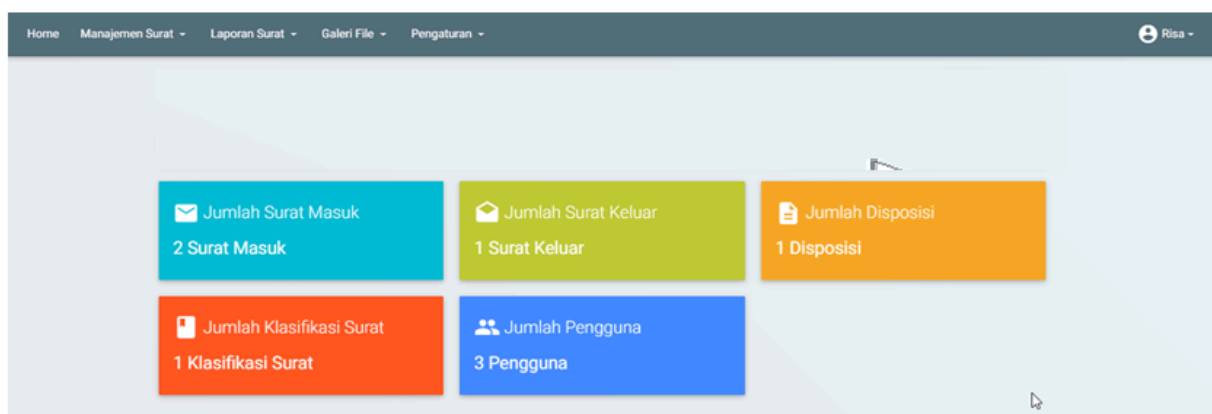 Home Manajemen Surat Laporan Surat Galeri File Pengaturan Risa
Jumlah Surat Masuk
2 Surat Masuk
Jumlah Surat Keluar
1 Surat Keluar
Jumlah Disposisi
1 Disposisi
Jumlah Klasifikasi Surat
1 Klasifikasi Surat
Jumlah Pengguna
3 Pengguna